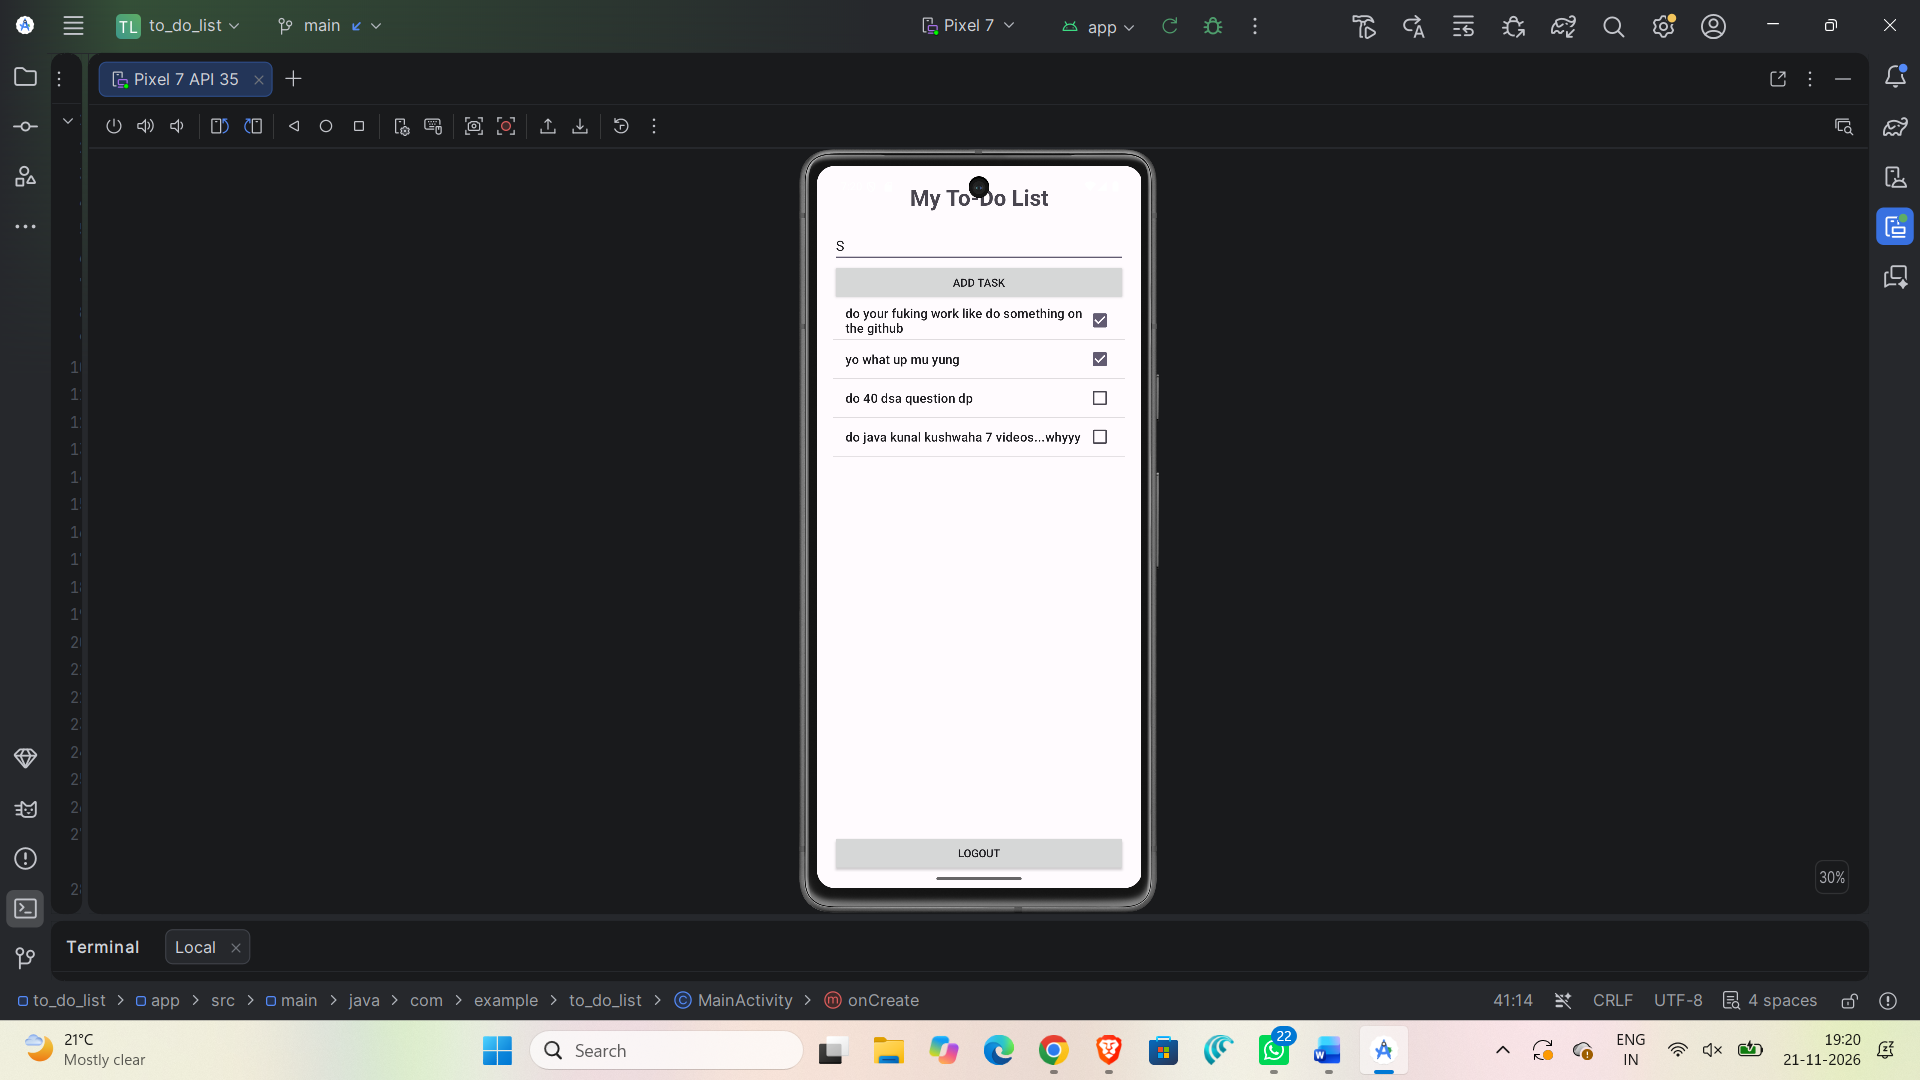 TL to_do_list main Pixel 7 app
Pixel 7 API 35
My To-Do List
S
ADD TASK
do your fuking work like do something on
the github
yo what up mu yung
do 40 dsa question dp
do java kunal kushwaha 7 videos...whyyy
LOGOUT
30%
Terminal Local
to_do_list > app > src > main > java > com > example > to_do_list > MainActivity > onCreate 41:14 CRLF UTF-8 4 spaces
21°C
Mostly clear
Search
22
ENG
IN
19:20
21-11-2026